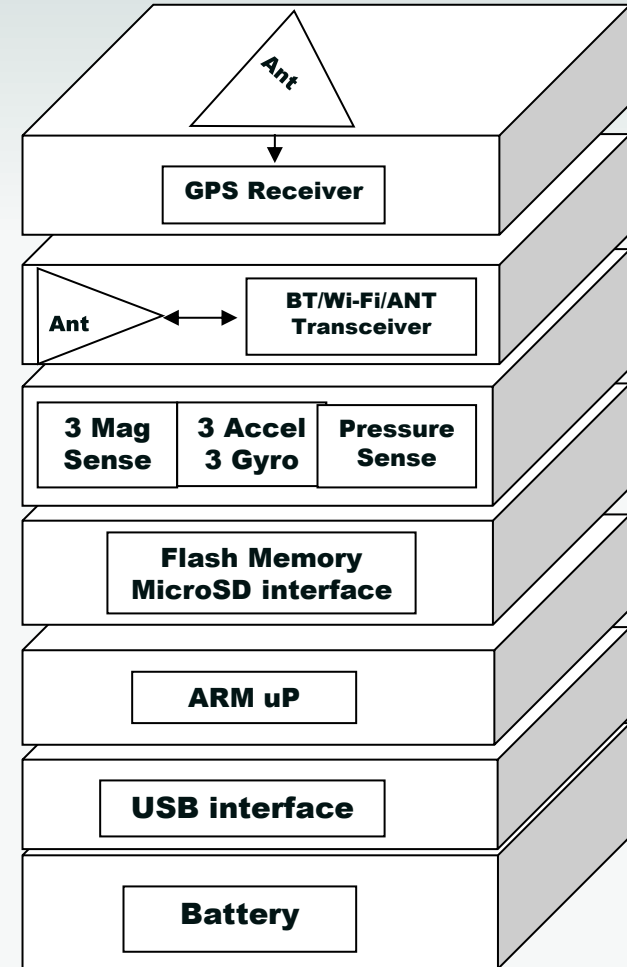 Ant
GPS Receiver
Ant
BT/Wi-Fi/ANT
Transceiver
3 Mag
Sense
3 Accel
3 Gyro
Pressure
Sense
Flash Memory
MicroSD interface
ARM uP
USB interface
Battery